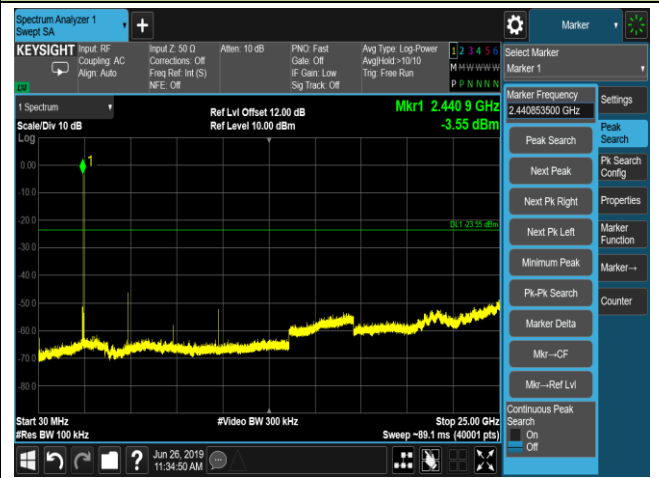 Spectrum Analyzer 1
Swept SA
Marker
KEYSIGHT
Input: RF
Coupling: AC
Align: Auto
Input Z: 50 Ω
Corrections: Off
Freq Ref: Int (S)
NFE: Off
Atten: 10 dB
PNO: Fast
Gate: Off
IF Gain: Low
Sig Track: Off
Avg Type: Log-Power
Avg|Hold:>10/10
Trig: Free Run
1 2 3 4 5 6
M W W W W W
P P N N N N
Select Marker
Marker 1
LXI
1 Spectrum
Scale/Div 10 dB
Log
Ref Lvl Offset 12.00 dB
Ref Level 10.00 dBm
Mkr1 2.440 9 GHz
-3.55 dBm
1
0.00
-10.0
-20.0
-30.0
-40.0
-50.0
-60.0
-70.0
-80.0
DL1 -23.55 dBm
Start 30 MHz
#Res BW 100 kHz
#Video BW 300 kHz
Stop 25.00 GHz
Sweep ~89.1 ms (40001 pts)
Marker Frequency
2.440853500 GHz
Peak Search
Next Peak
Next Pk Right
Next Pk Left
Minimum Peak
Pk-Pk Search
Marker Delta
Mkr→CF
Mkr→Ref Lvl
Continuous Peak
Search
On
Off
Settings
Peak
Search
Pk Search
Config
Properties
Marker
Function
Marker→
Counter
Jun 26, 2019
11:34:50 AM